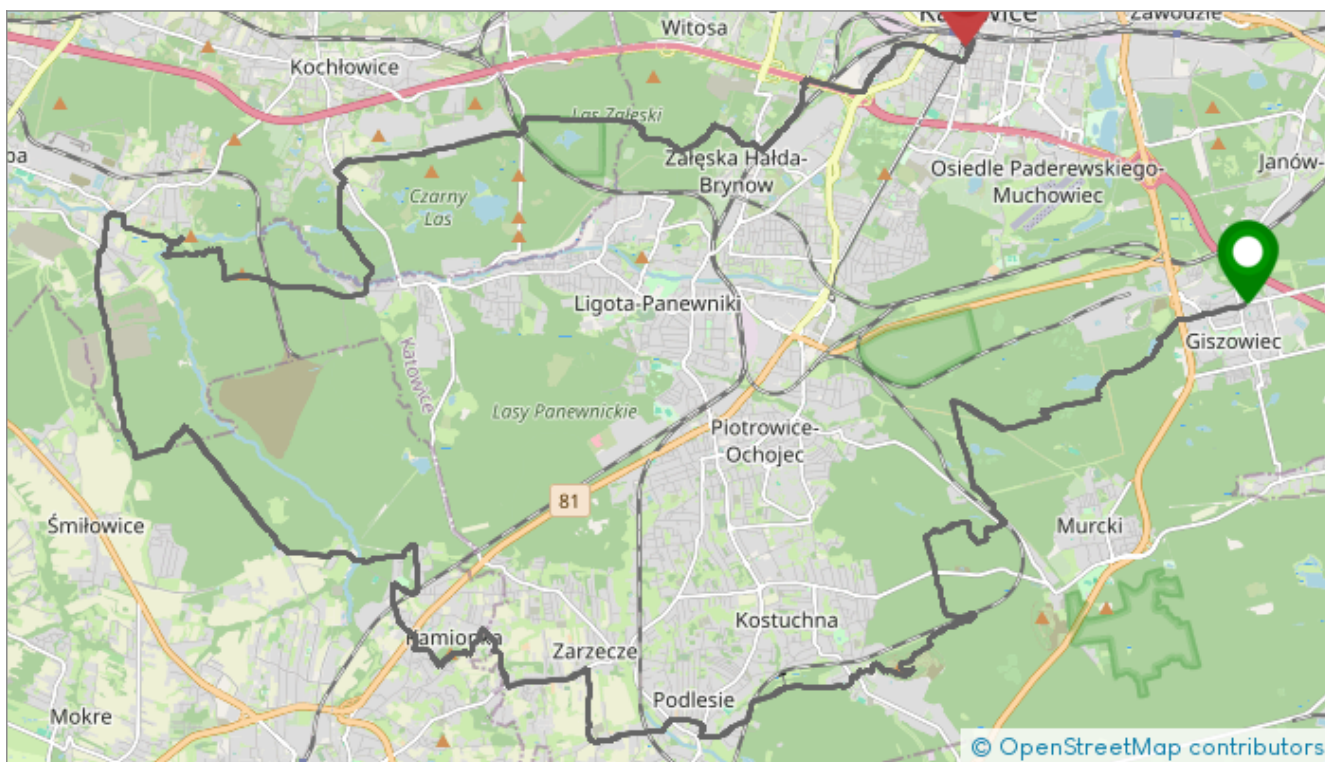 Witosa
Zawodzie
Kochłowice
Las Załęski
Załęska Hałda-
Brynow
Osiedle Paderewskiego-
Muchowiec
Janów-
Czarny
Las
Ligota-Panewniki
Giszowiec
Katowice
Lasy Panewnickie
Piotrowice-
Ochojec
81
Śmiłowice
Murcki
Kostuchna
Zarzecze
Podlesie
Mokre
© OpenStreetMap contributors